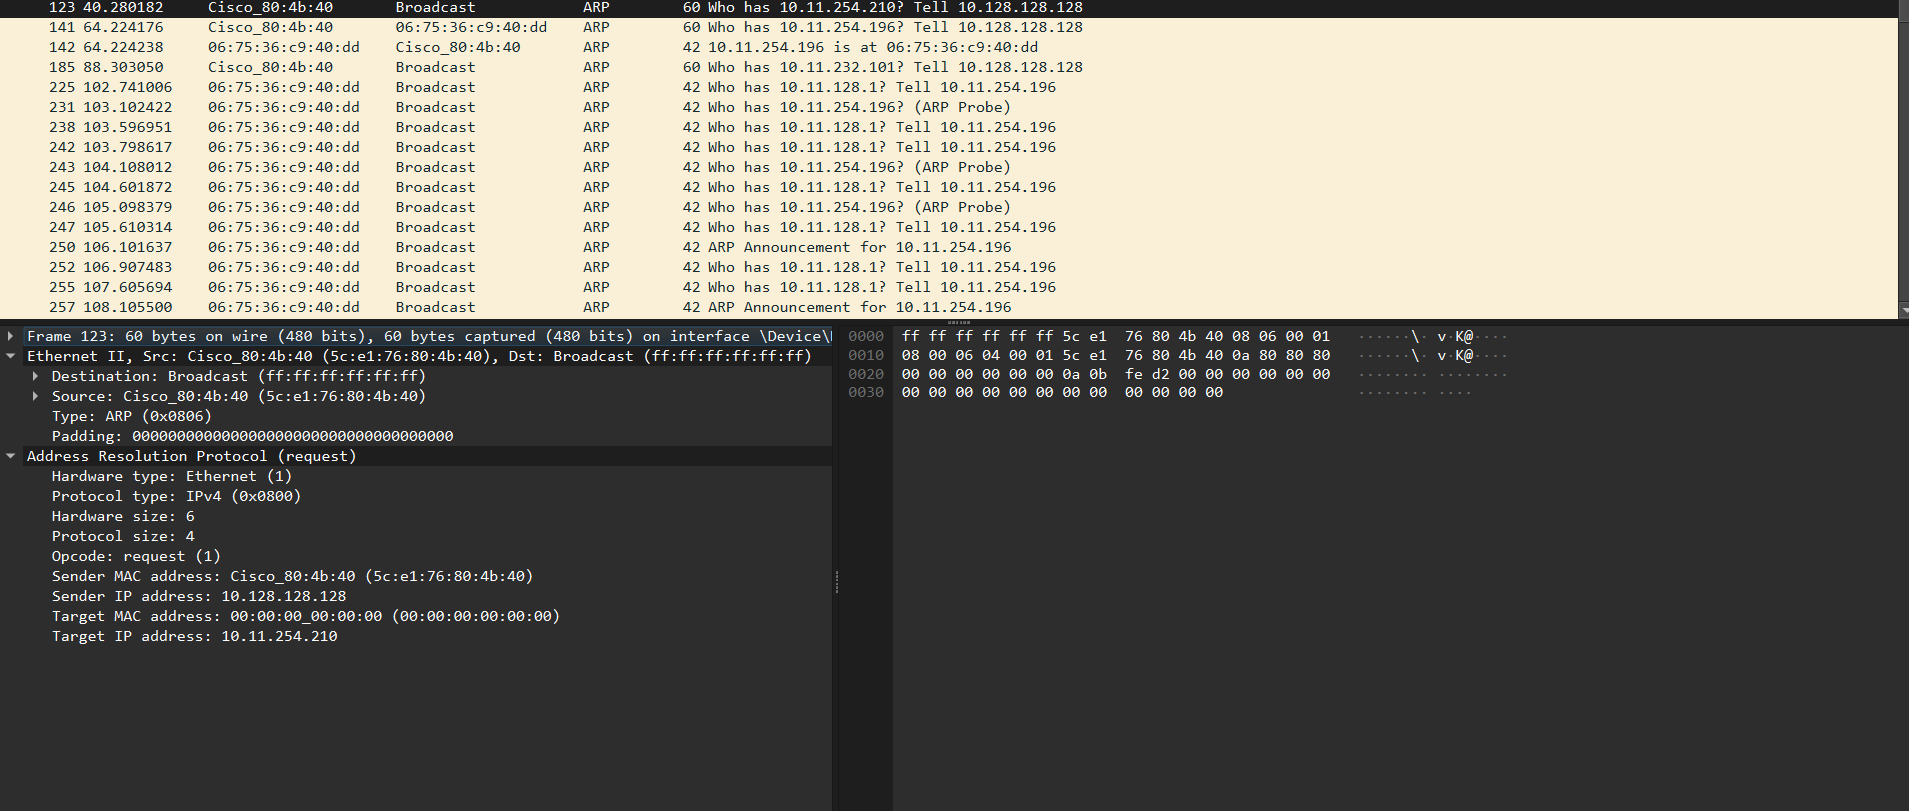 123 40.280182 Cisco_80:4b:40 Broadcast ARP 60 Who has 10.11.254.210? Tell 10.128.128.128
141 64.224176 Cisco_80:4b:40 06:75:36:c9:40:dd ARP 60 Who has 10.11.254.196? Tell 10.128.128.128
142 64.224238 06:75:36:c9:40:dd Cisco_80:4b:40 ARP 42 10.11.254.196 is at 06:75:36:c9:40:dd
185 88.303050 Cisco_80:4b:40 Broadcast ARP 60 Who has 10.11.232.101? Tell 10.128.128.128
225 102.741006 06:75:36:c9:40:dd Broadcast ARP 42 Who has 10.11.128.1? Tell 10.11.254.196
231 103.102422 06:75:36:c9:40:dd Broadcast ARP 42 Who has 10.11.254.196? (ARP Probe)
238 103.596951 06:75:36:c9:40:dd Broadcast ARP 42 Who has 10.11.128.1? Tell 10.11.254.196
242 103.798617 06:75:36:c9:40:dd Broadcast ARP 42 Who has 10.11.128.1? Tell 10.11.254.196
243 104.108012 06:75:36:c9:40:dd Broadcast ARP 42 Who has 10.11.254.196? (ARP Probe)
245 104.601872 06:75:36:c9:40:dd Broadcast ARP 42 Who has 10.11.128.1? Tell 10.11.254.196
246 105.098379 06:75:36:c9:40:dd Broadcast ARP 42 Who has 10.11.254.196? (ARP Probe)
247 105.610314 06:75:36:c9:40:dd Broadcast ARP 42 Who has 10.11.128.1? Tell 10.11.254.196
250 106.101637 06:75:36:c9:40:dd Broadcast ARP 42 ARP Announcement for 10.11.254.196
252 106.907483 06:75:36:c9:40:dd Broadcast ARP 42 Who has 10.11.128.1? Tell 10.11.254.196
255 107.605694 06:75:36:c9:40:dd Broadcast ARP 42 Who has 10.11.128.1? Tell 10.11.254.196
257 108.105500 06:75:36:c9:40:dd Broadcast ARP 42 ARP Announcement for 10.11.254.196
Frame 123: 60 bytes on wire (480 bits), 60 bytes captured (480 bits) on interface \Device\
Ethernet II, Src: Cisco_80:4b:40 (5c:e1:76:80:4b:40), Dst: Broadcast (ff:ff:ff:ff:ff:ff)
Destination: Broadcast (ff:ff:ff:ff:ff:ff)
Source: Cisco_80:4b:40 (5c:e1:76:80:4b:40)
Type: ARP (0x0806)
Padding: 000000000000000000000000000000000000
Address Resolution Protocol (request)
Hardware type: Ethernet (1)
Protocol type: IPv4 (0x0800)
Hardware size: 6
Protocol size: 4
Opcode: request (1)
Sender MAC address: Cisco_80:4b:40 (5c:e1:76:80:4b:40)
Sender IP address: 10.128.128.128
Target MAC address: 00:00:00_00:00:00 (00:00:00:00:00:00)
Target IP address: 10.11.254.210
0000 ff ff ff ff ff ff 5c e1 76 80 4b 40 08 06 00 01 ······\· v·K@····
0010 08 00 06 04 00 01 5c e1 76 80 4b 40 0a 80 80 80 ······\· v·K@····
0020 00 00 00 00 00 00 0a 0b fe d2 00 00 00 00 00 00 ········ ········
0030 00 00 00 00 00 00 00 00 00 00 00 00 ········ ····